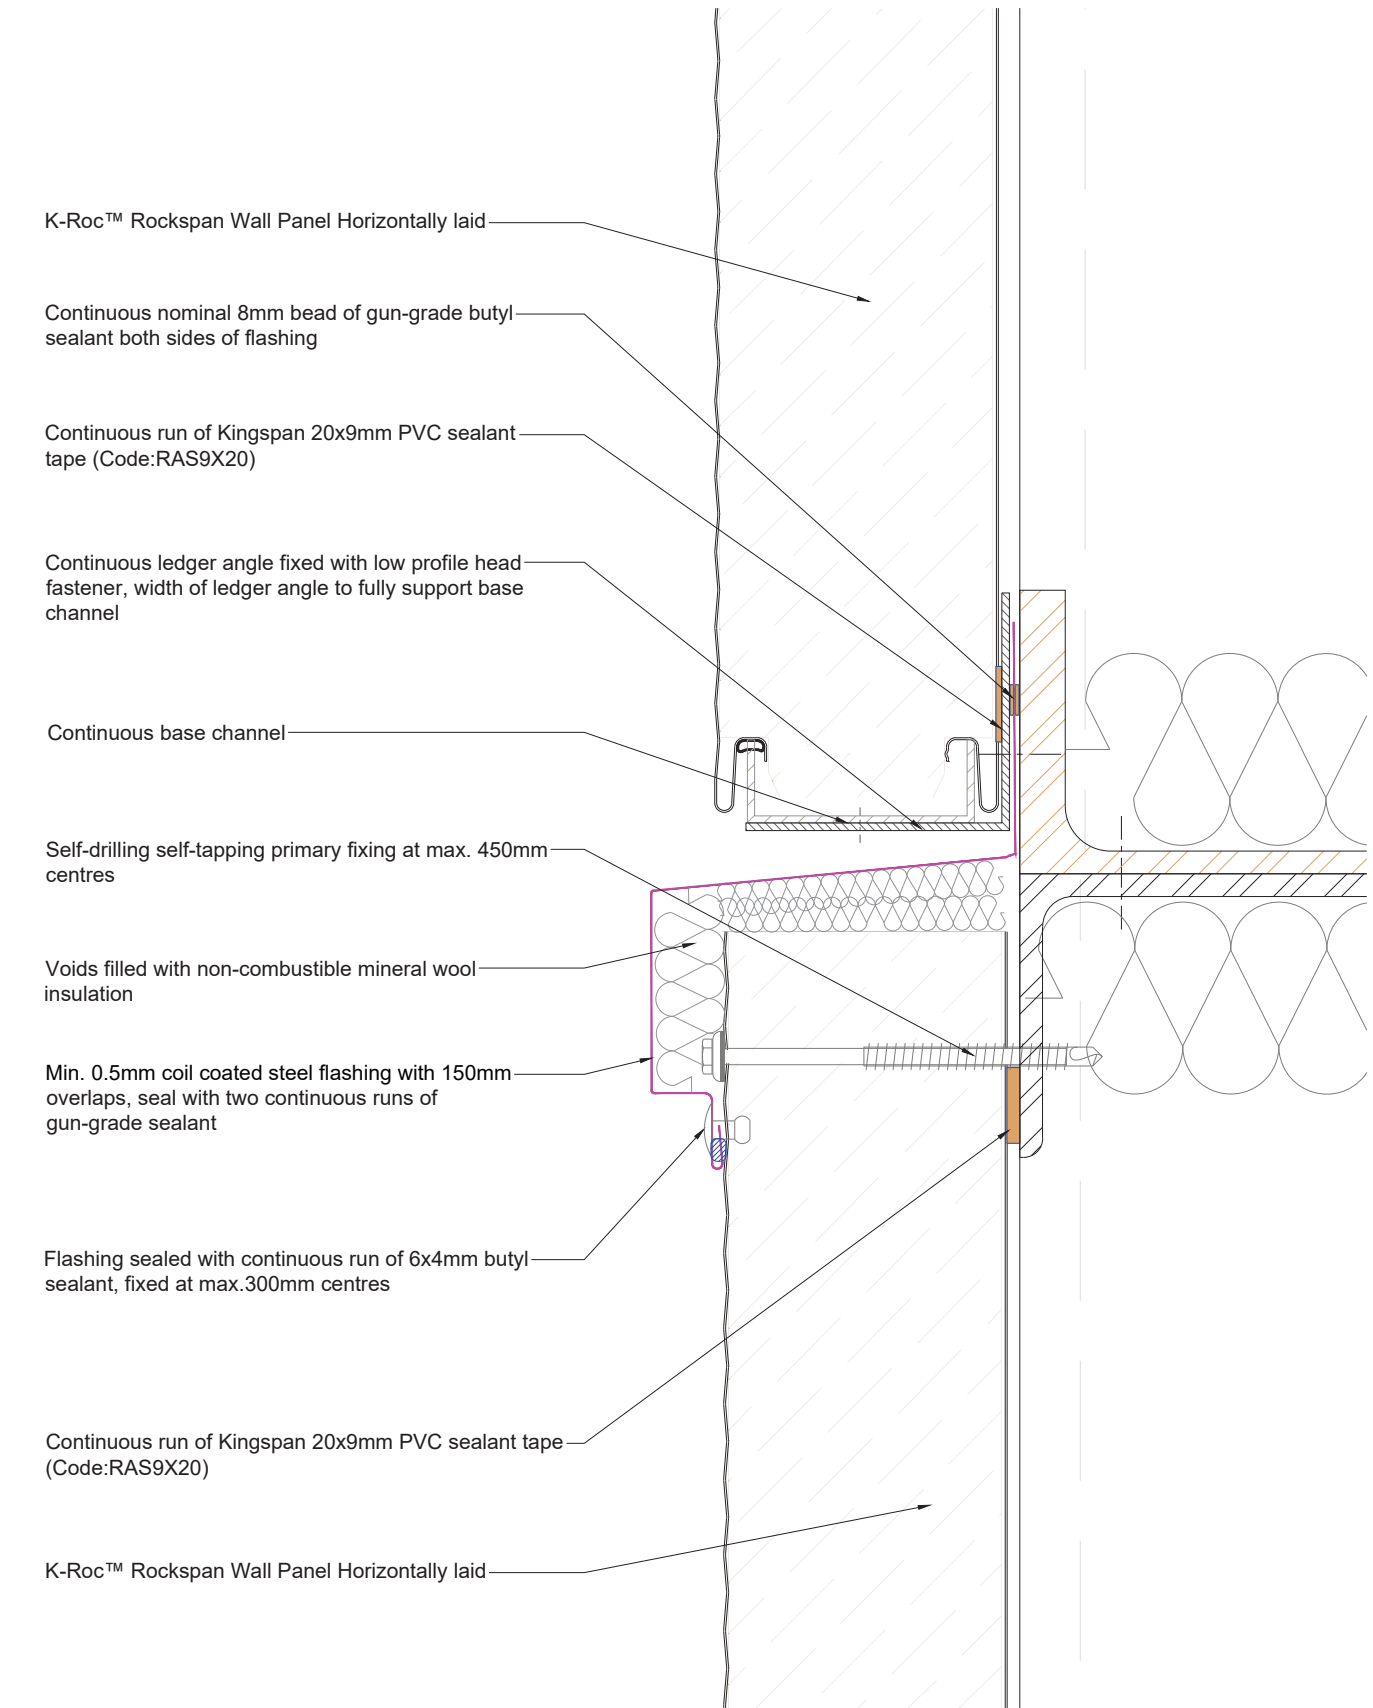 K-Roc™ Rockspan Wall Panel Horizontally laid
Continuous nominal 8mm bead of gun-grade butyl
sealant both sides of flashing
Continuous run of Kingspan 20x9mm PVC sealant
tape (Code:RAS9X20)
Continuous ledger angle fixed with low profile head
fastener, width of ledger angle to fully support base
channel
Continuous base channel
Self-drilling self-tapping primary fixing at max. 450mm
centres
Voids filled with non-combustible mineral wool
insulation
Min. 0.5mm coil coated steel flashing with 150mm
overlaps, seal with two continuous runs of
gun-grade sealant
Flashing sealed with continuous run of 6x4mm butyl
sealant, fixed at max.300mm centres
Continuous run of Kingspan 20x9mm PVC sealant tape
(Code:RAS9X20)
K-Roc™ Rockspan Wall Panel Horizontally laid